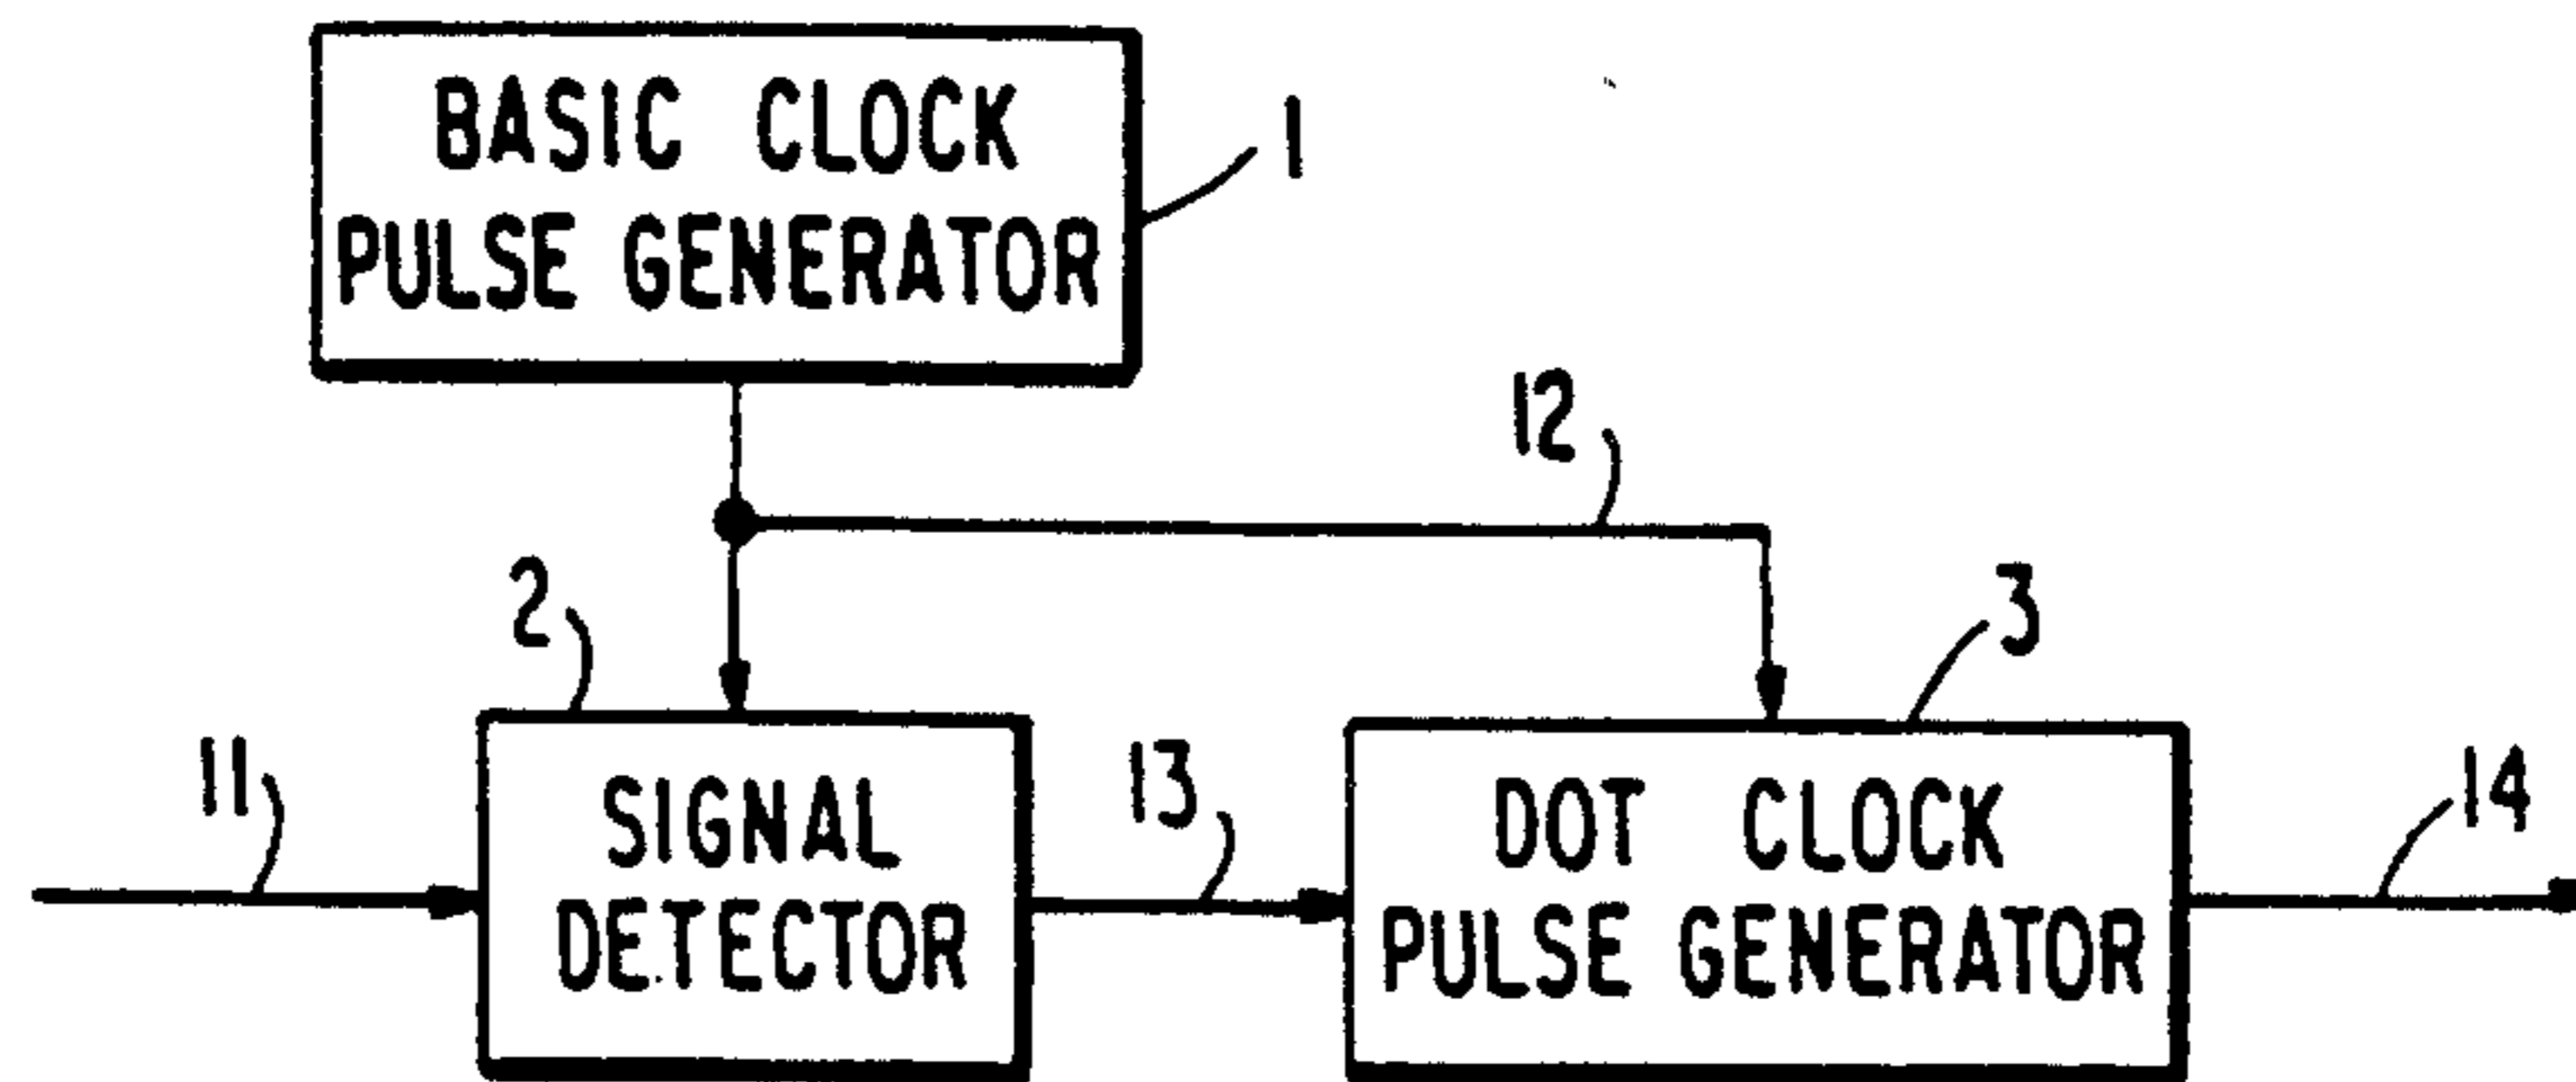 BASIC CLOCK
PULSE GENERATOR
1
12
2
3
11
SIGNAL
DETECTOR
13
DOT CLOCK
PULSE GENERATOR
14